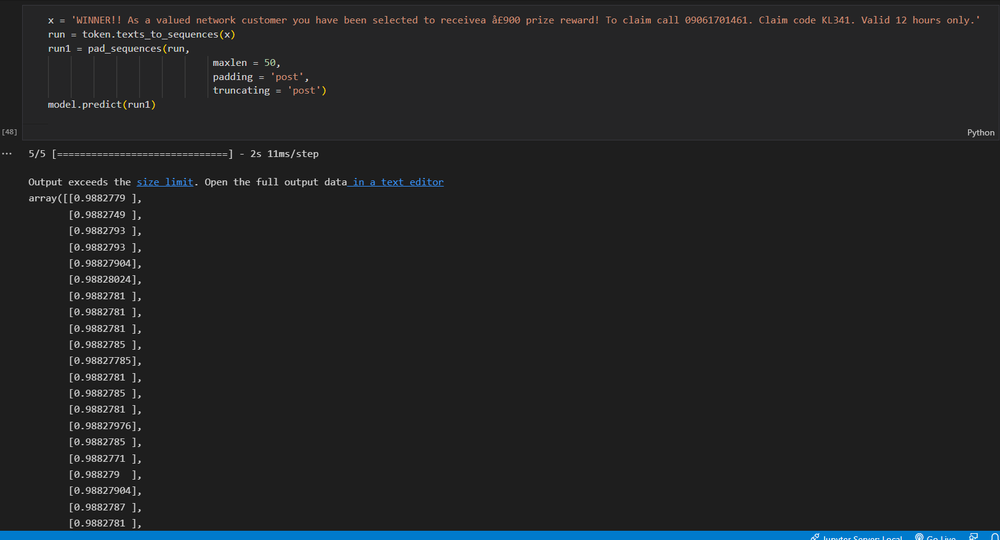 x = 'WINNER!! As a valued network customer you have been selected to receivea å£900 prize reward! To claim call 09061701461. Claim code KL341. Valid 12 hours only.'
run = token.texts_to_sequences(x)
run1 = pad_sequences(run,
maxlen = 50,
padding = 'post',
truncating = 'post')
model.predict(run1)
[48]
Python
... 5/5 [==============================] - 2s 11ms/step
Output exceeds the size limit. Open the full output data in a text editor
array([[0.9882779 ],
[0.9882749 ],
[0.9882793 ],
[0.9882793 ],
[0.98827904],
[0.98828024],
[0.9882781 ],
[0.9882781 ],
[0.9882781 ],
[0.9882785 ],
[0.98827785],
[0.9882781 ],
[0.9882785 ],
[0.9882781 ],
[0.98827976],
[0.9882785 ],
[0.9882771 ],
[0.988279  ],
[0.98827904],
[0.9882787 ],
[0.9882781 ],
Jupyter Server: Local
Go Live